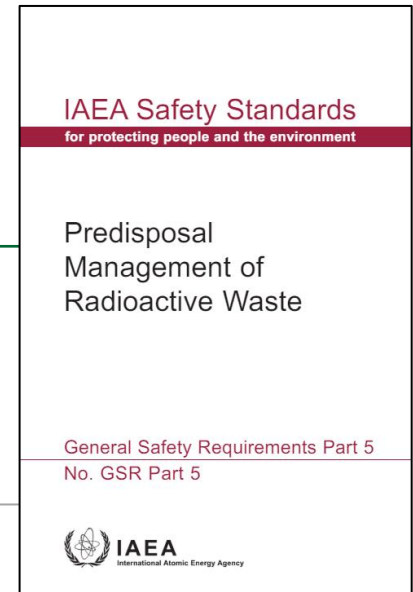 IAEA Safety Standards
for protecting people and the environment
Predisposal
Management of
Radioactive Waste
General Safety Requirements Part 5
No. GSR Part 5
IAEA
International Atomic Energy Agency